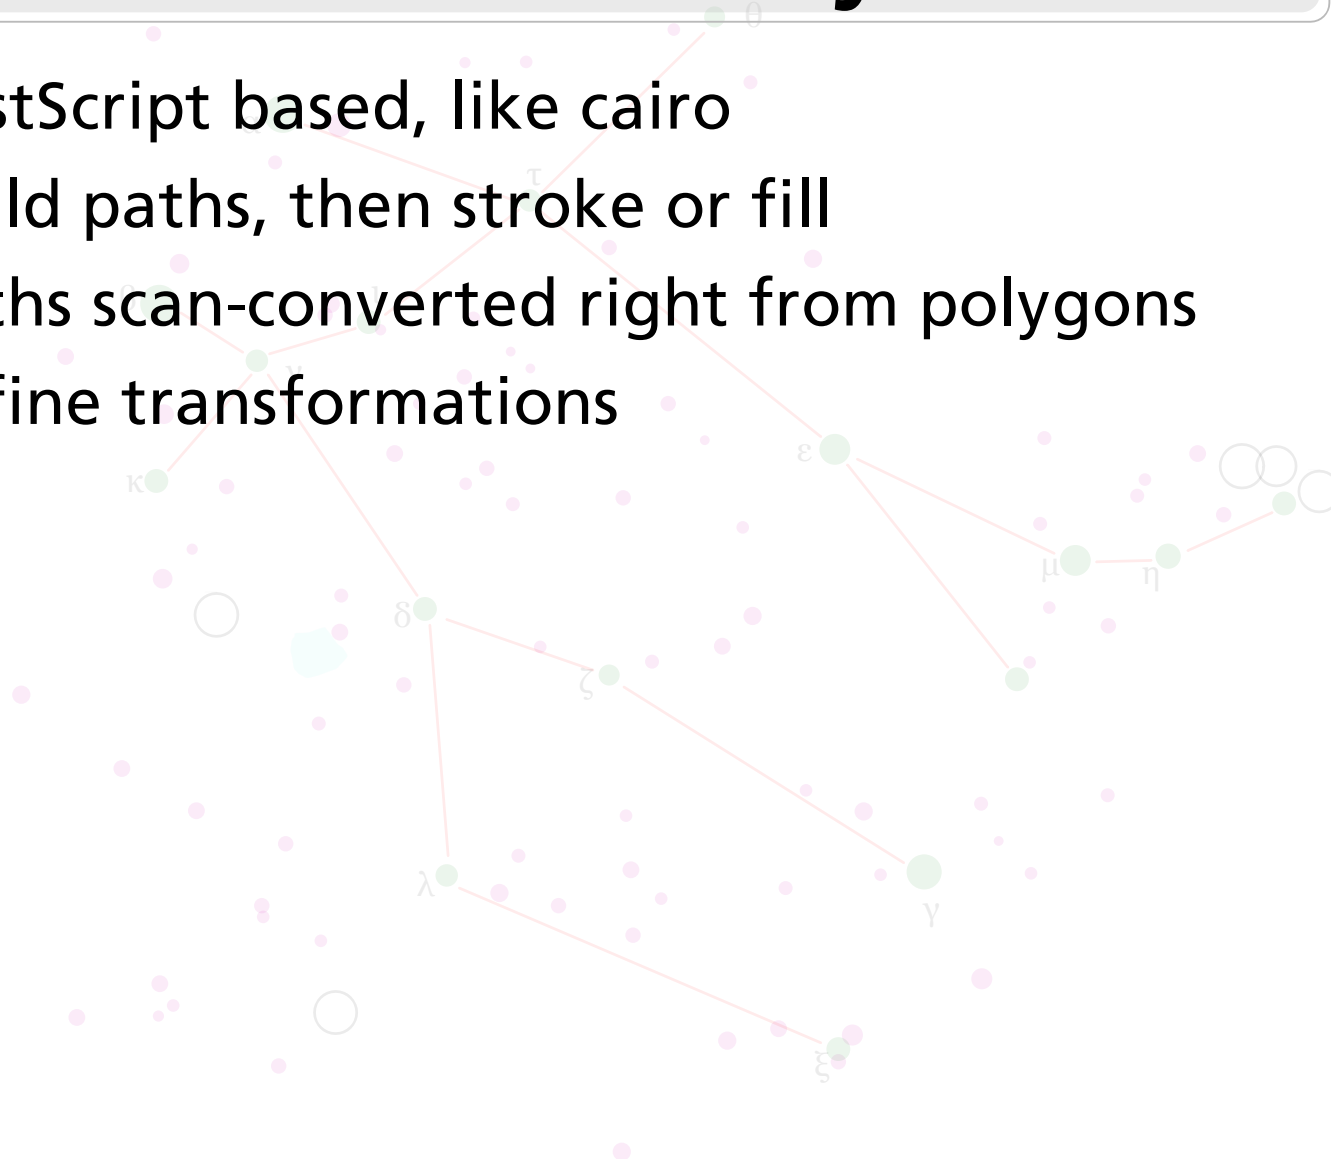 θ
stScript based, like cairo
τ
ld paths, then stroke or fill
ths scan-converted right from polygons
fine transformations
ε
κ
μ
η
δ
ζ
λ
γ
ξ